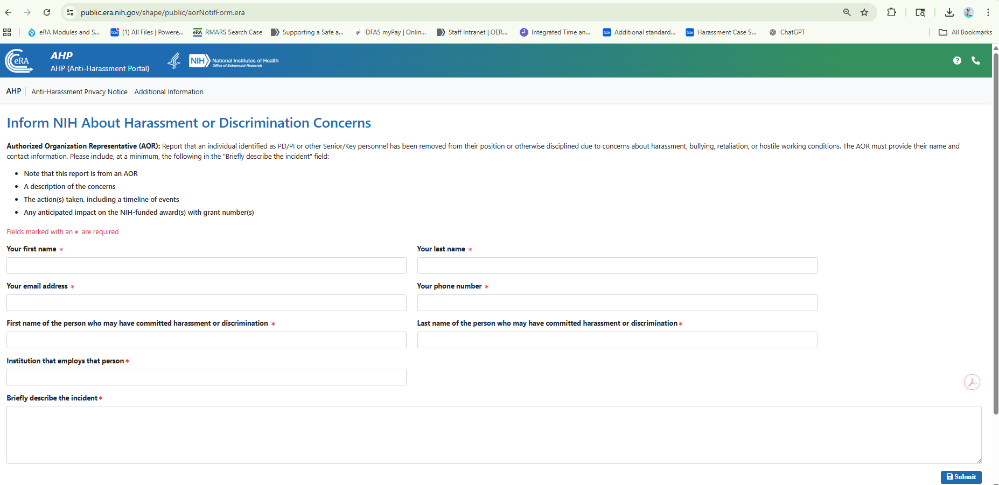 public.era.nih.gov/shape/public/aorNotifForm.era
eRA Modules and S...
(1) All Files | Powere...
RMARS Search Case
Supporting a Safe a...
DFAS myPay | Onlin...
Staff Intranet | OER...
Integrated Time an...
Additional standard...
Harassment Case S...
ChatGPT
All Bookmarks
eRA
AHP
AHP (Anti-Harassment Portal)
NIH
National Institutes of Health
Office of Extramural Research
AHP
Anti-Harassment Privacy Notice
Additional Information
Inform NIH About Harassment or Discrimination Concerns
Authorized Organization Representative (AOR): Report that an individual identified as PD/PI or other Senior/Key personnel has been removed from their position or otherwise disciplined due to concerns about harassment, bullying, retaliation, or hostile working conditions. The AOR must provide their name and
contact information. Please include, at a minimum, the following in the "Briefly describe the incident" field:
• Note that this report is from an AOR
• A description of the concerns
• The action(s) taken, including a timeline of events
• Any anticipated impact on the NIH-funded award(s) with grant number(s)
Fields marked with an * are required
Your first name *
Your last name *
Your email address *
Your phone number *
First name of the person who may have committed harassment or discrimination *
Last name of the person who may have committed harassment or discrimination *
Institution that employs that person *
Briefly describe the incident *
Submit